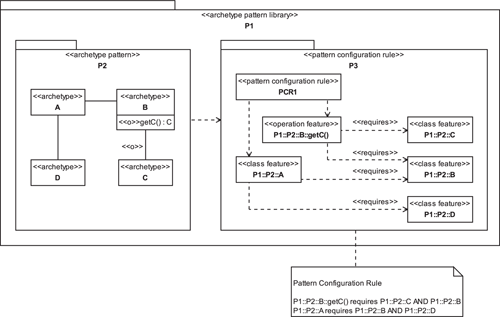 <<archetype pattern library>>
P1
<<archetype pattern>>
P2
<<archetype>>
A
<<archetype>>
B
<<o>>getC() : C
<<o>>
<<archetype>>
D
<<archetype>>
C
<<pattern configuration rule>>
P3
<<pattern configuration rule>>
PCR1
<<operation feature>>
P1::P2::B::getC()
<<requires>>
<<class feature>>
P1::P2::C
<<requires>>
<<class feature>>
P1::P2::A
<<requires>>
<<class feature>>
P1::P2::B
<<requires>>
<<class feature>>
P1::P2::D
Pattern Configuration Rule
P1::P2::B::getC() requires P1::P2::C AND P1::P2::B
P1::P2::A requires P1::P2::B AND P1::P2::D